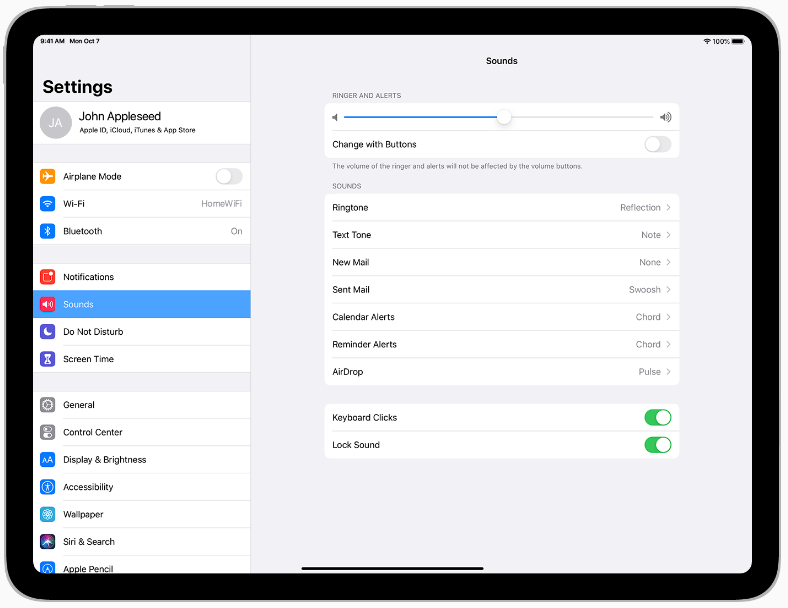 9:41 AM Mon Oct 7
100%
Settings
JA
John Appleseed
Apple ID, iCloud, iTunes & App Store
Airplane Mode
Wi-Fi HomeWiFi
Bluetooth On
Notifications
Sounds
Do Not Disturb
Screen Time
General
Control Center
AA Display & Brightness
Accessibility
Wallpaper
Siri & Search
Apple Pencil
Sounds
RINGER AND ALERTS
Change with Buttons
The volume of the ringer and alerts will not be affected by the volume buttons.
SOUNDS
Ringtone Reflection
Text Tone Note
New Mail None
Sent Mail Swoosh
Calendar Alerts Chord
Reminder Alerts Chord
AirDrop Pulse
Keyboard Clicks
Lock Sound